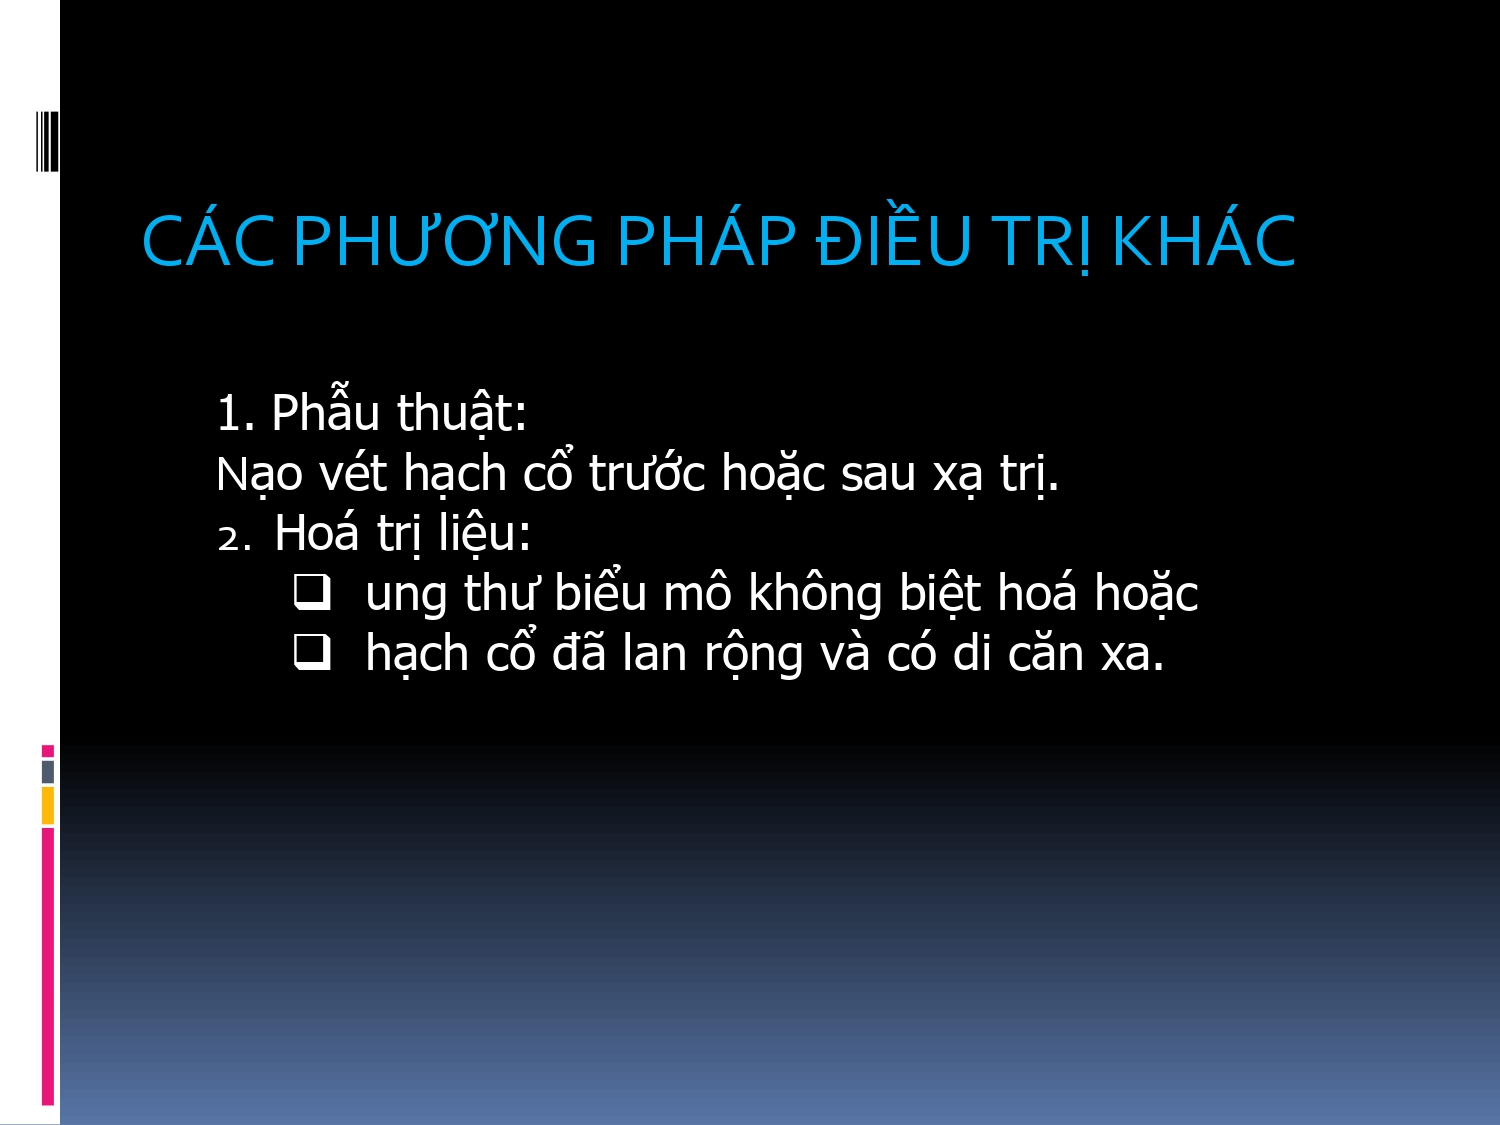 CÁC PHƯƠNG PHÁP ĐIỀU TRỊ KHÁC
1. Phẫu thuật:
Nạo vét hạch cổ trước hoặc sau xạ trị.
2. Hoá trị liệu:
❑ ung thư biểu mô không biệt hoá hoặc
❑ hạch cổ đã lan rộng và có di căn xa.